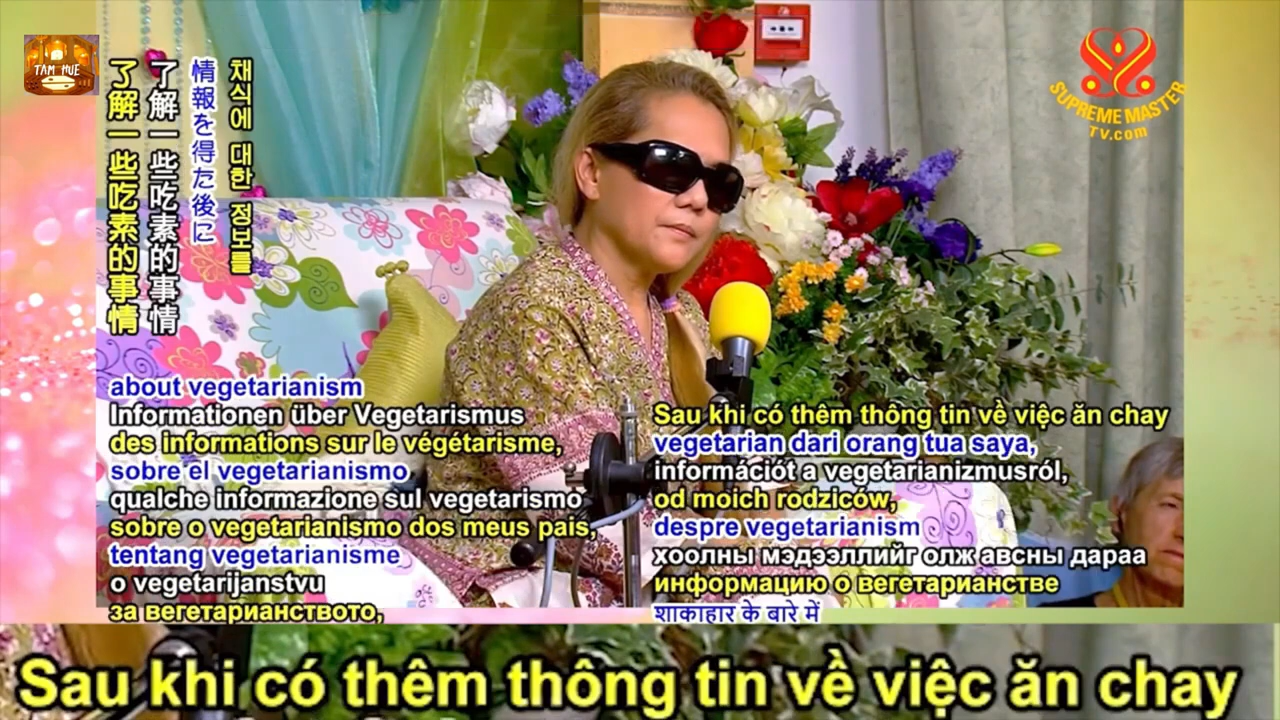 TAM HUE
SUPREME MASTER
TV.com
채식에 대한 정보를
情報を得た後に
了解一些吃素的事情
了解一些吃素的事情
about vegetarianism
Informationen über Vegetarismus
des informations sur le végétarisme,
sobre el vegetarianismo
qualche informazione sul vegetarismo
sobre o vegetarianismo dos meus pais,
tentang vegetarianisme
o vegetarijanstvu
за вегетарианството,
Sau khi có thêm thông tin về việc ăn chay
vegetarian dari orang tua saya,
információt a vegetarianizmusról,
od moich rodziców,
despre vegetarianism
хоолны мэдээллийг олж авсны дараа
информацию о вегетарианстве
शाकाहार के बारे में
Sau khi có thêm thông tin về việc ăn chay